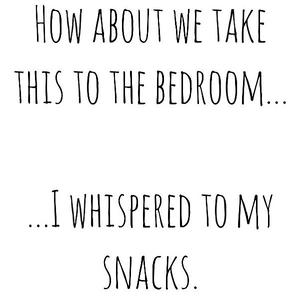 HOW ABOUT WE TAKE
THIS TO THE BEDROOM...
...I WHISPERED TO MY
SNACKS.